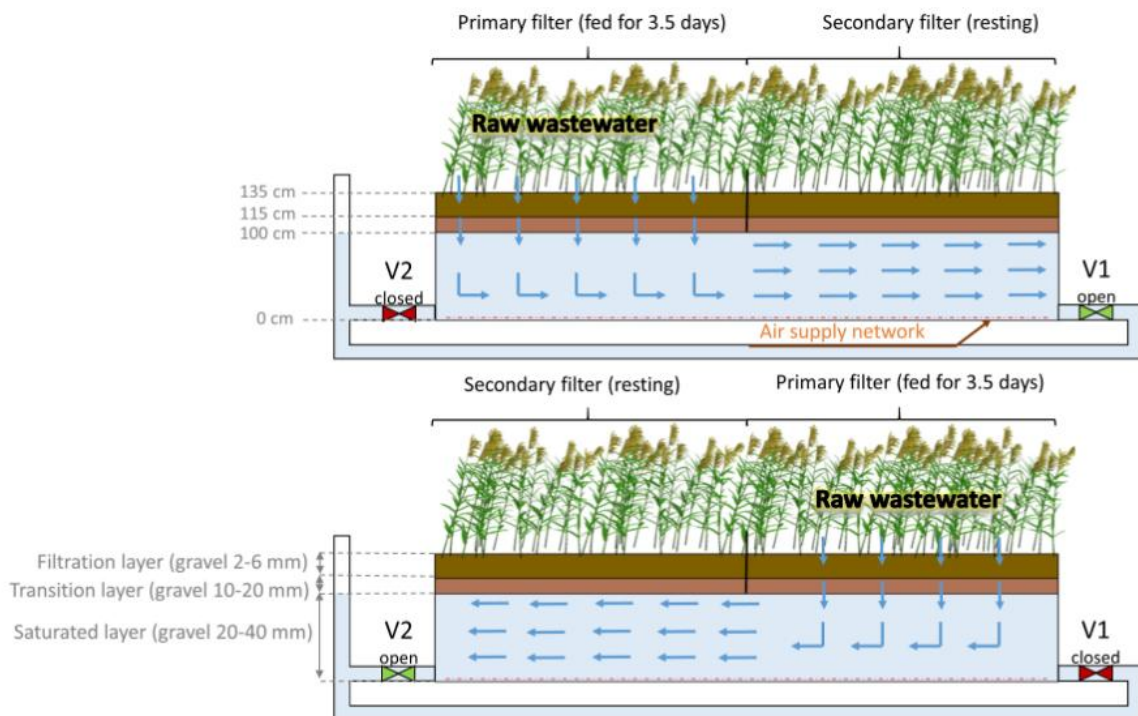 Primary filter (fed for 3.5 days)
Secondary filter (resting)
Raw wastewater
135 cm
115 cm
100 cm
V2
closed
V1
open
0 cm
Air supply network
Secondary filter (resting)
Primary filter (fed for 3.5 days)
Raw wastewater
Filtration layer (gravel 2-6 mm)
Transition layer (gravel 10-20 mm)
Saturated layer (gravel 20-40 mm)
V2
open
V1
closed